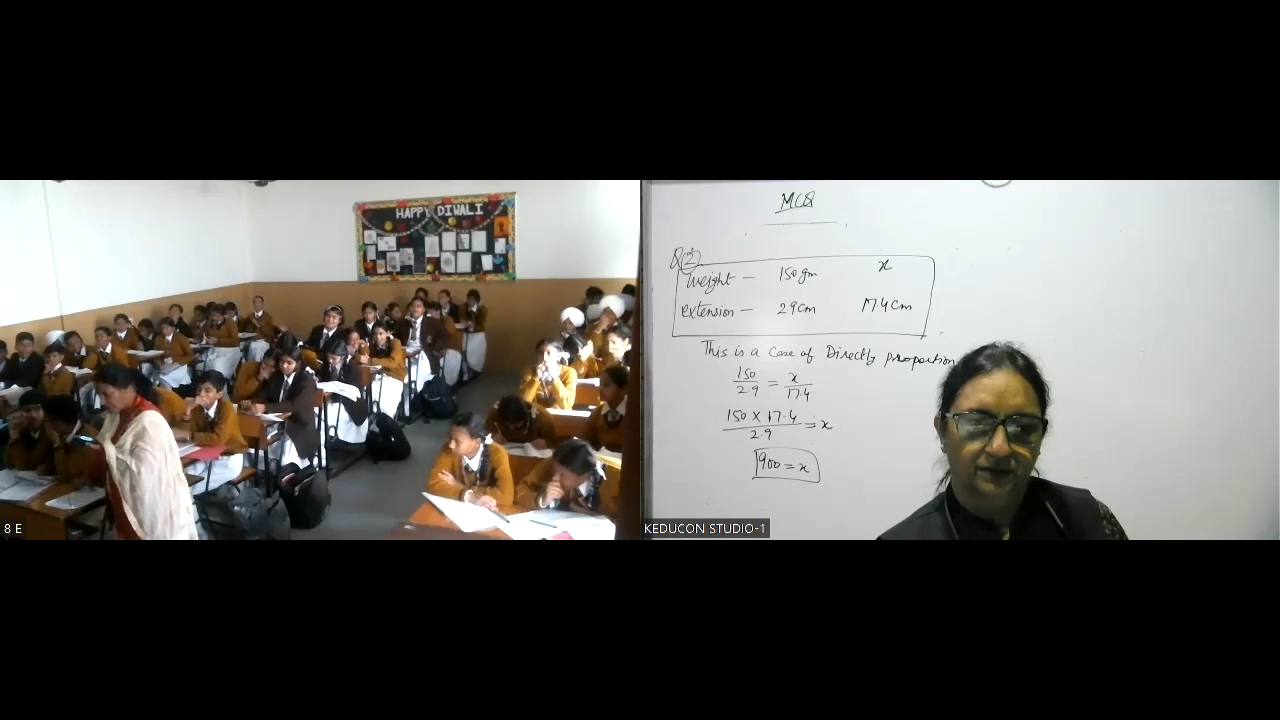 HAPPY DIWALI
8 E
MCQ
Q(2)
Weight — 150 gm x
extension — 2.9 cm 17.4 cm
This is a case of Directly proportion
150/2.9 = x/17.4
150 × 17.4/2.9 = x
900 = x
KEDUCON STUDIO-1